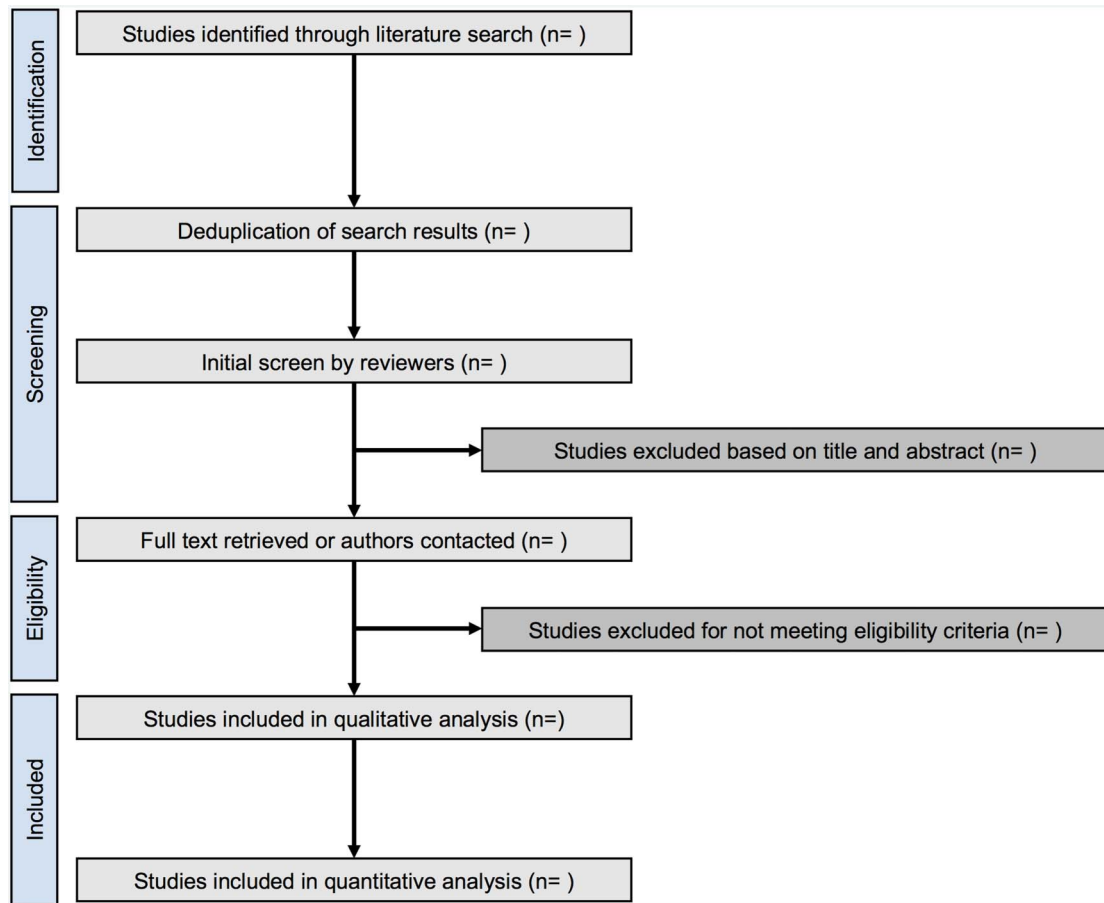 Identification
Studies identified through literature search (n= )
Screening
Deduplication of search results (n= )
Initial screen by reviewers (n= )
Studies excluded based on title and abstract (n= )
Eligibility
Full text retrieved or authors contacted (n= )
Studies excluded for not meeting eligibility criteria (n= )
Included
Studies included in qualitative analysis (n=)
Studies included in quantitative analysis (n= )